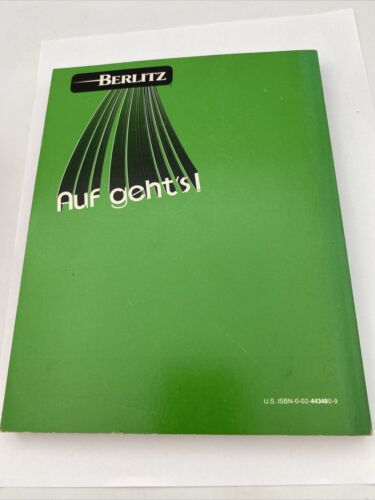 BERLITZ
Auf geht's!
U.S. ISBN-0-02-443480-9